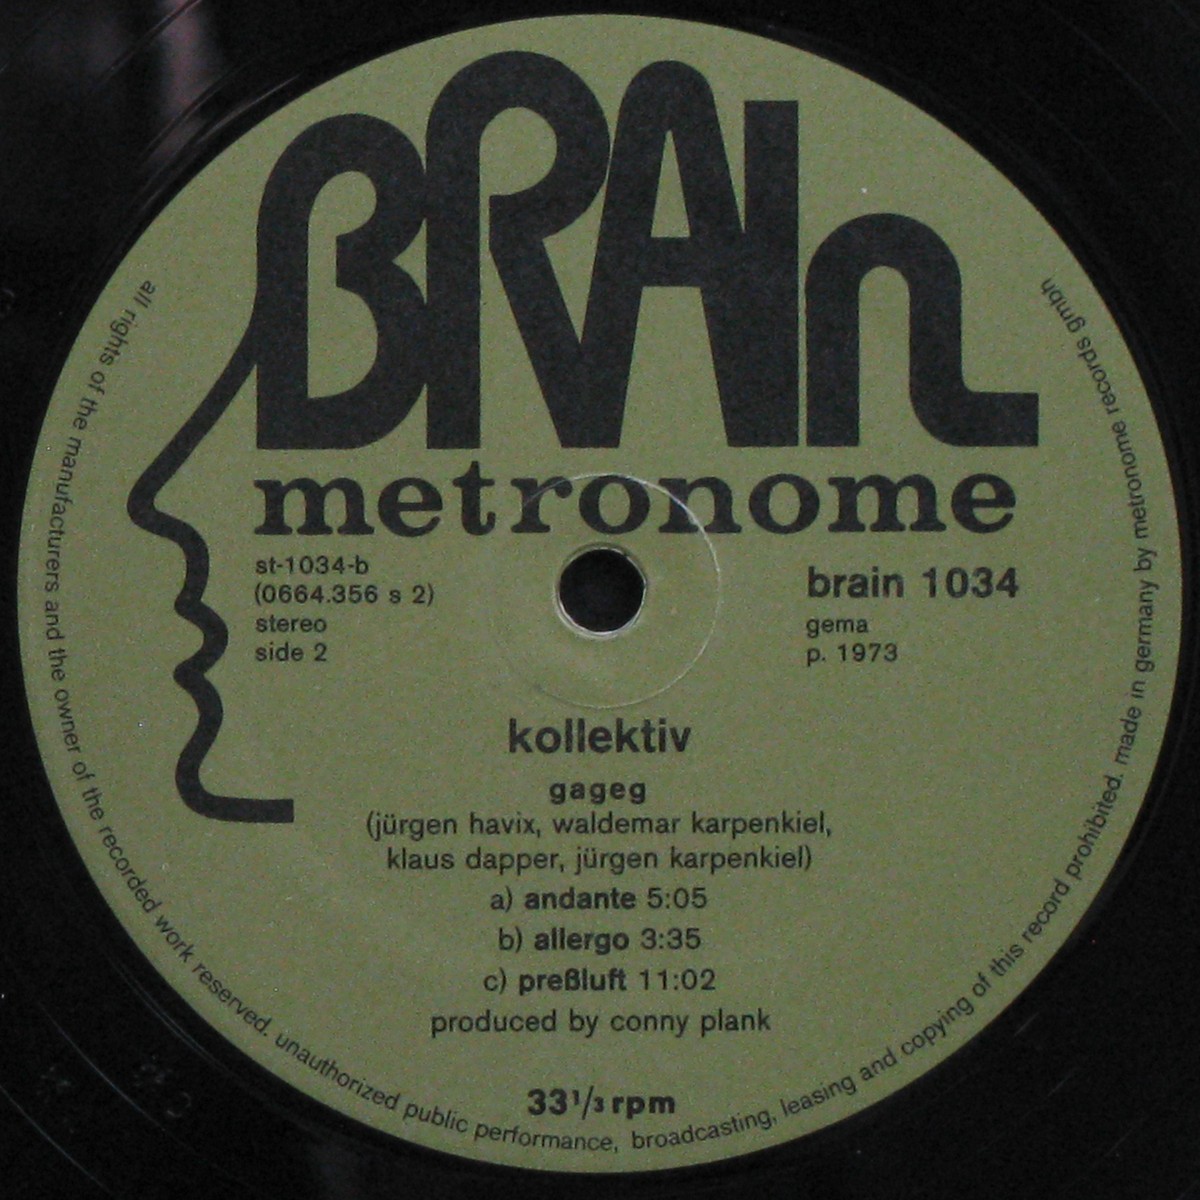 BRAIn
metronome
st-1034-b
(0664.356 s 2)
stereo
side 2
brain 1034
gema
p. 1973
kollektiv
gageg
(jürgen havix, waldemar karpenkiel,
klaus dapper, jürgen karpenkiel)
a) andante 5:05
b) allergo 3:35
c) preßluft 11:02
produced by conny plank
33 1/3 rpm
all rights of the manufacturers and the owner of the recorded work reserved. unauthorized public performance, broadcasting, leasing and copying of this record prohibited. made in germany by metronome records gmbh